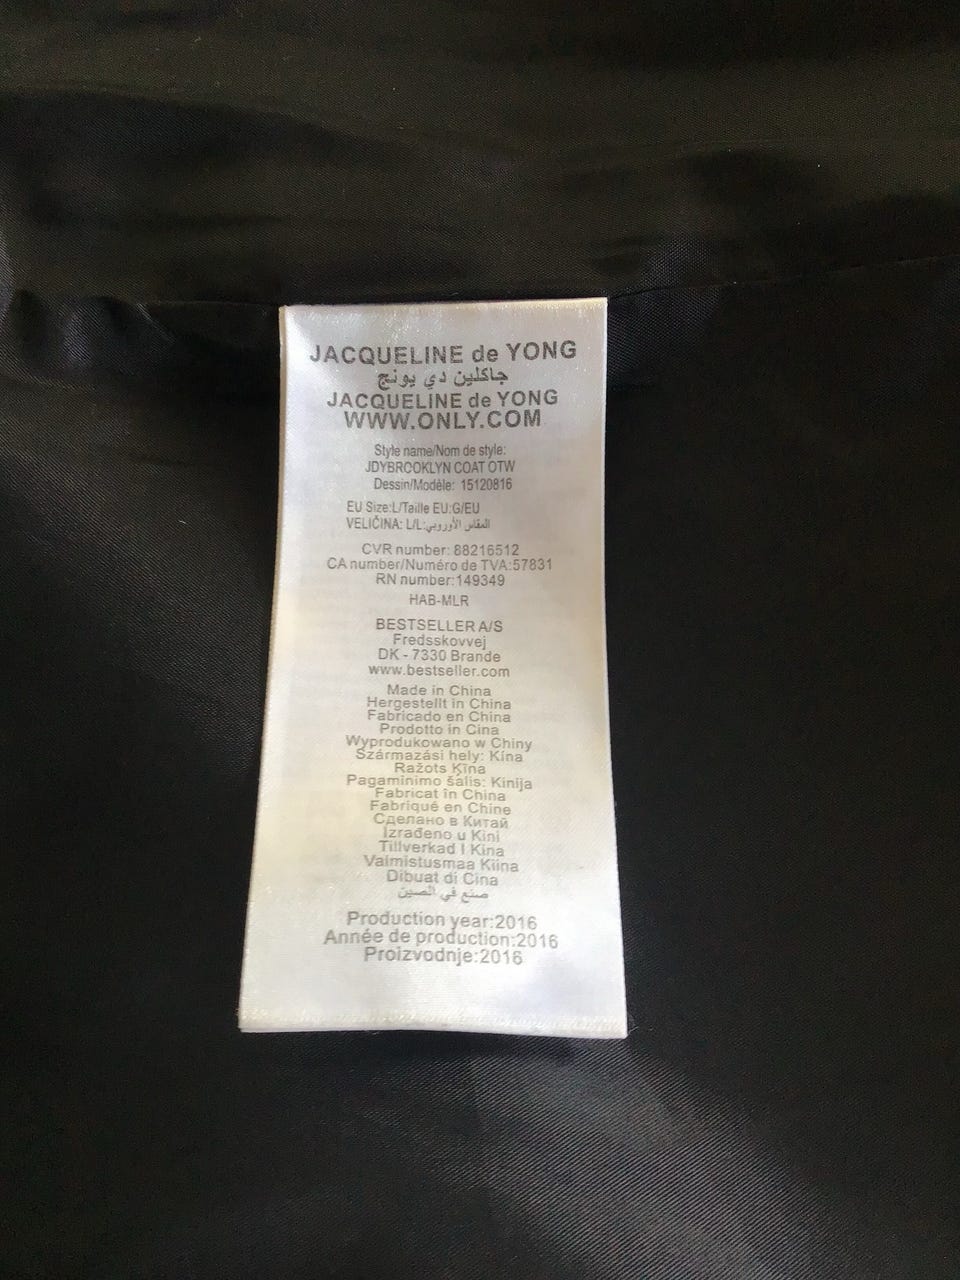 JACQUELINE de YONG
جاكلين دي يونج
JACQUELINE de YONG
WWW.ONLY.COM
Style name/Nom de style:
JDYBROOKLYN COAT OTW
Dessin/Modèle: 15120816
EU Size:L/Taille EU:G/EU
VELIČINA: L/L:المقاس الأوروبي
CVR number: 88216512
CA number/Numéro de TVA:57831
RN number:149349
HAB-MLR
BESTSELLER A/S
Fredsskovvej
DK - 7330 Brande
www.bestseller.com
Made in China
Hergestellt in China
Fabricado en China
Prodotto in Cina
Wyprodukowano w Chiny
Származási hely: Kína
Ražots Ķīna
Pagaminimo šalis: Kinija
Fabricat în China
Fabriqué en Chine
Сделано в Китай
Izrađeno u Kini
Tillverkad I Kina
Valmistusmaa Kiina
Dibuat di Cina
صنع في الصين
Production year:2016
Année de production:2016
Proizvodnje:2016